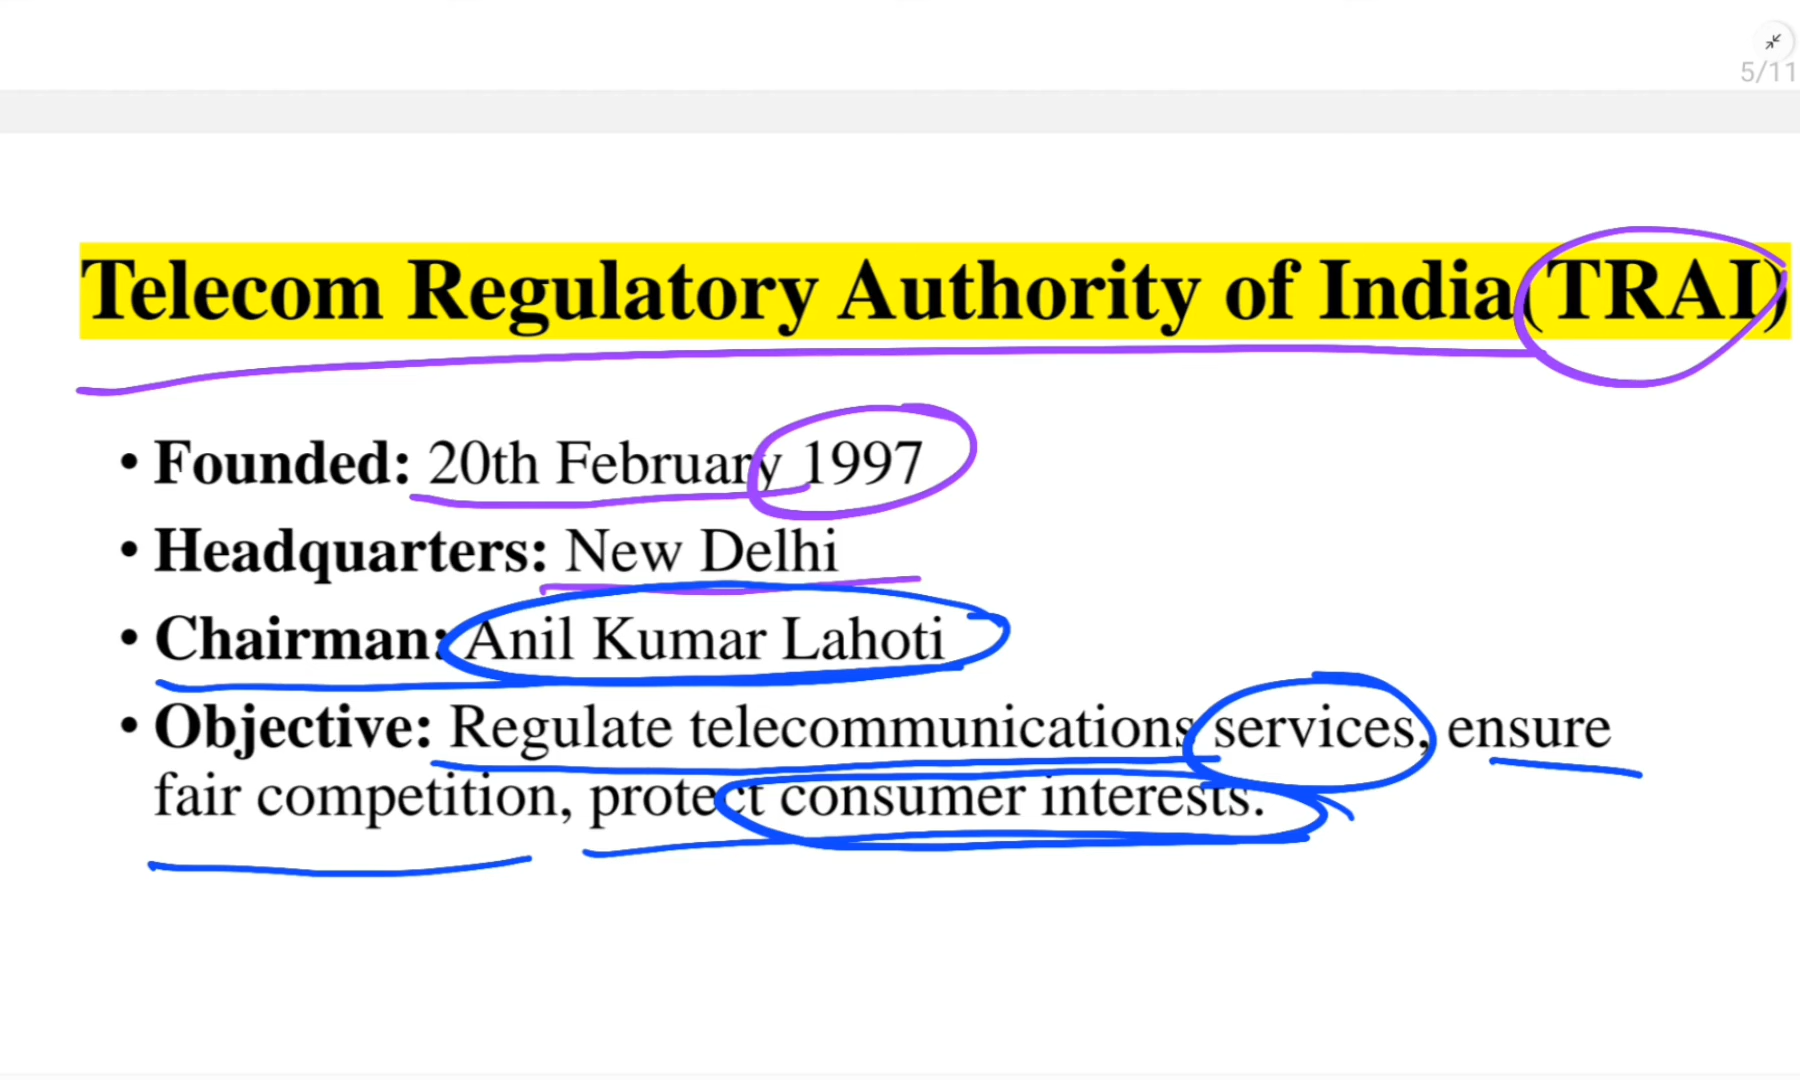 5/11
Telecom Regulatory Authority of India(TRAI)
• Founded: 20th February 1997
• Headquarters: New Delhi
• Chairman: Anil Kumar Lahoti
• Objective: Regulate telecommunications services, ensure
fair competition, protect consumer interests.